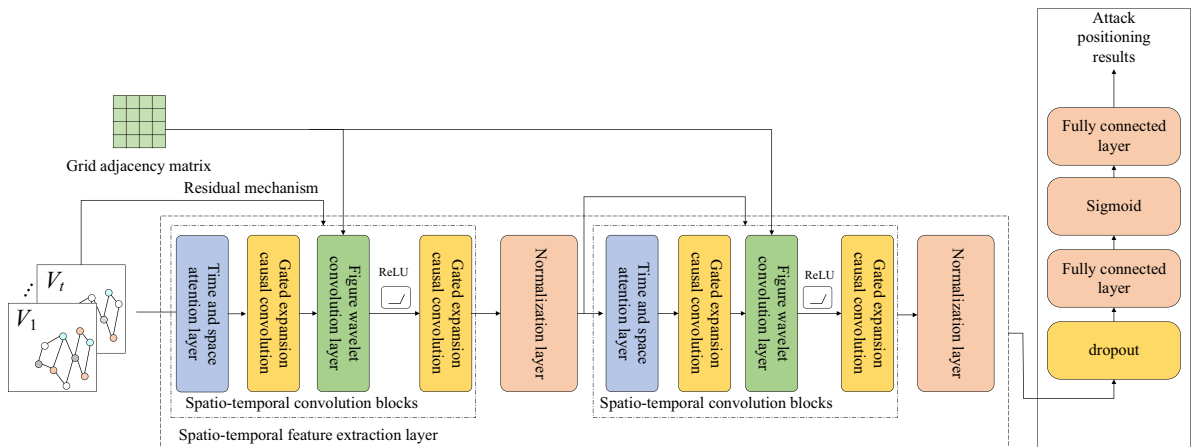 Attack
positioning
results
Fully connected
layer
Sigmoid
Fully connected
layer
dropout
Grid adjacency matrix
Residual mechanism
V_t
V_1
Time and space
attention layer
Gated expansion
causal convolution
Figure wavelet
convolution layer
ReLU
Gated expansion
causal convolution
Normalization layer
Time and space
attention layer
Gated expansion
causal convolution
Figure wavelet
convolution layer
ReLU
Gated expansion
causal convolution
Normalization layer
Spatio-temporal convolution blocks
Spatio-temporal convolution blocks
Spatio-temporal feature extraction layer